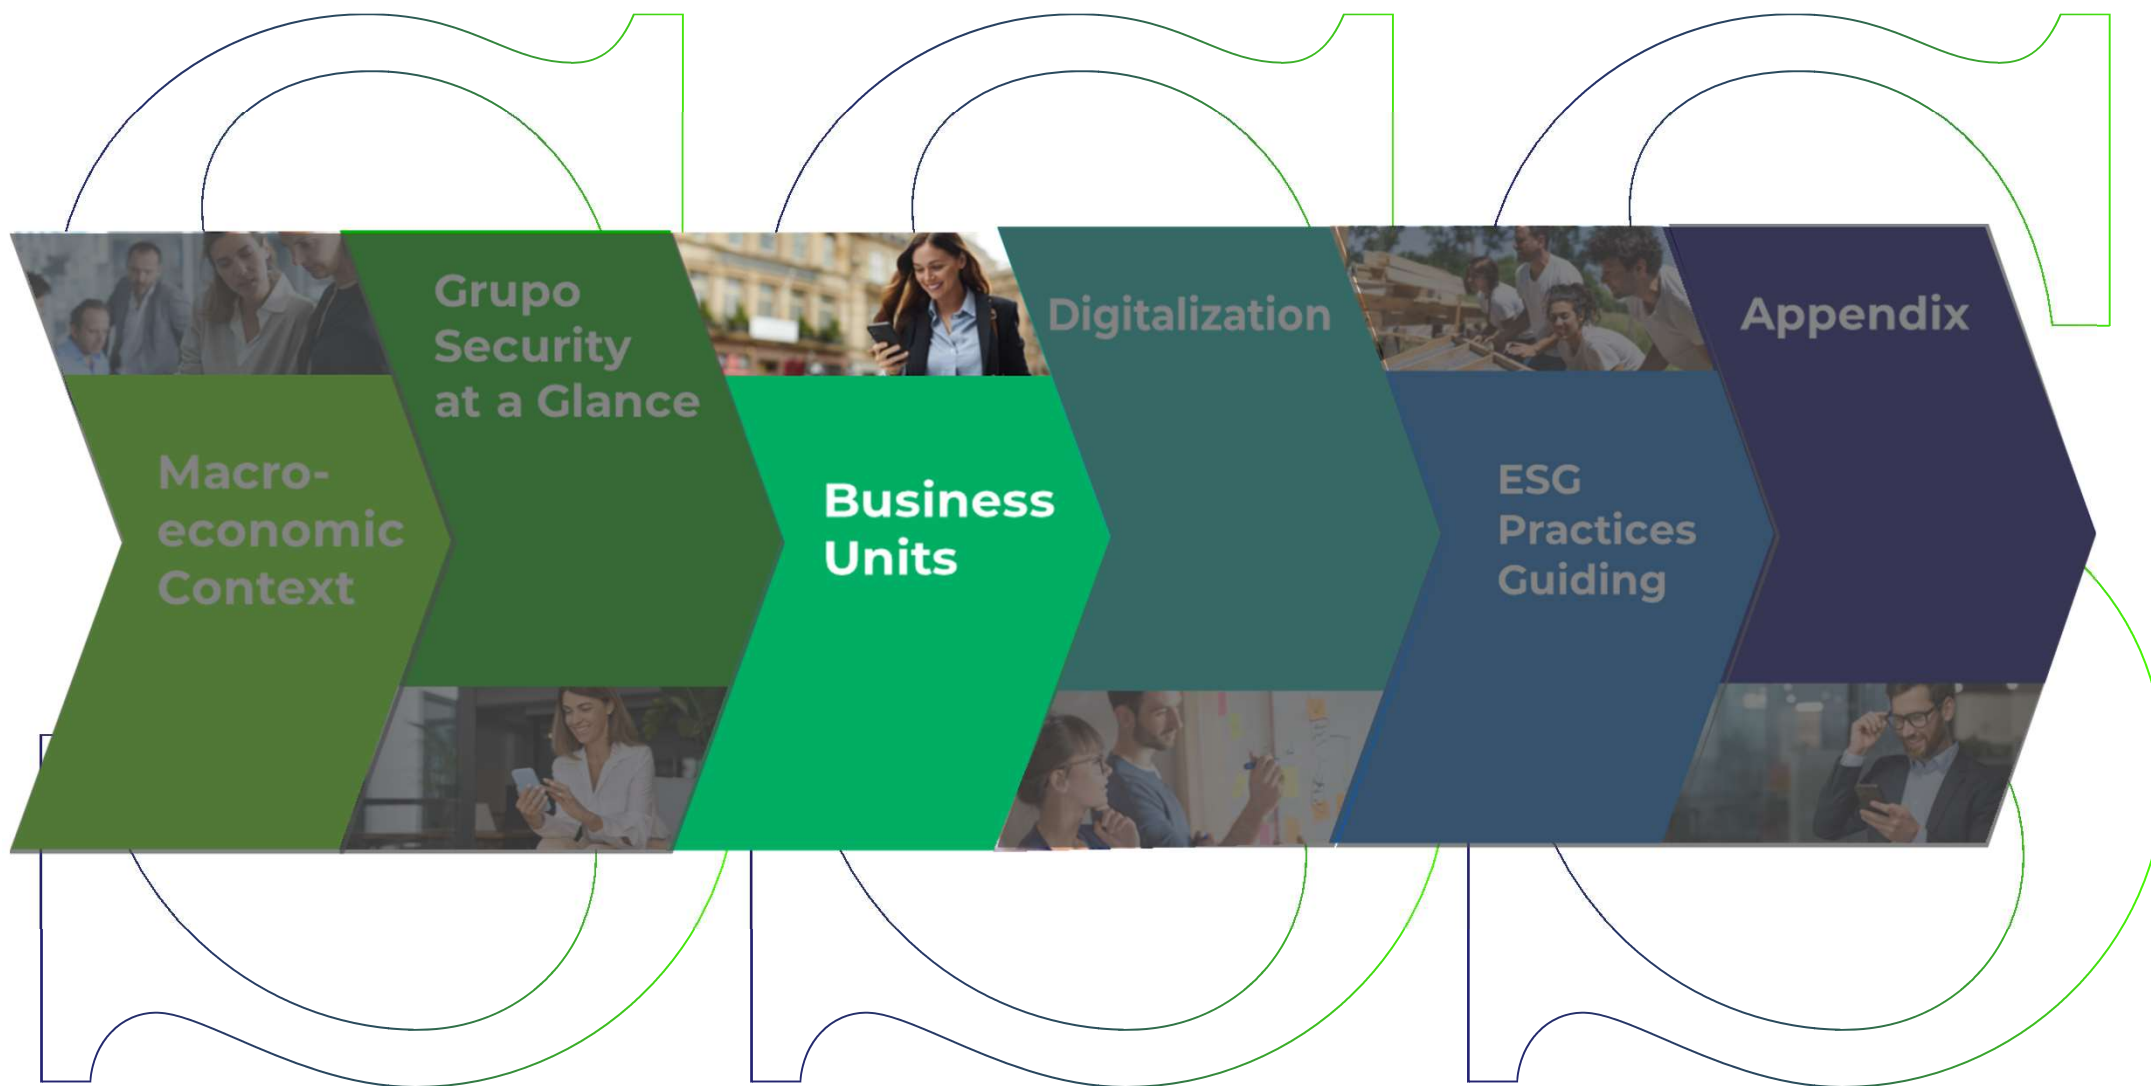 Macro-
economic
Context
Grupo
Security
at a Glance
Business
Units
Digitalization
ESG
Practices
Guiding
Appendix